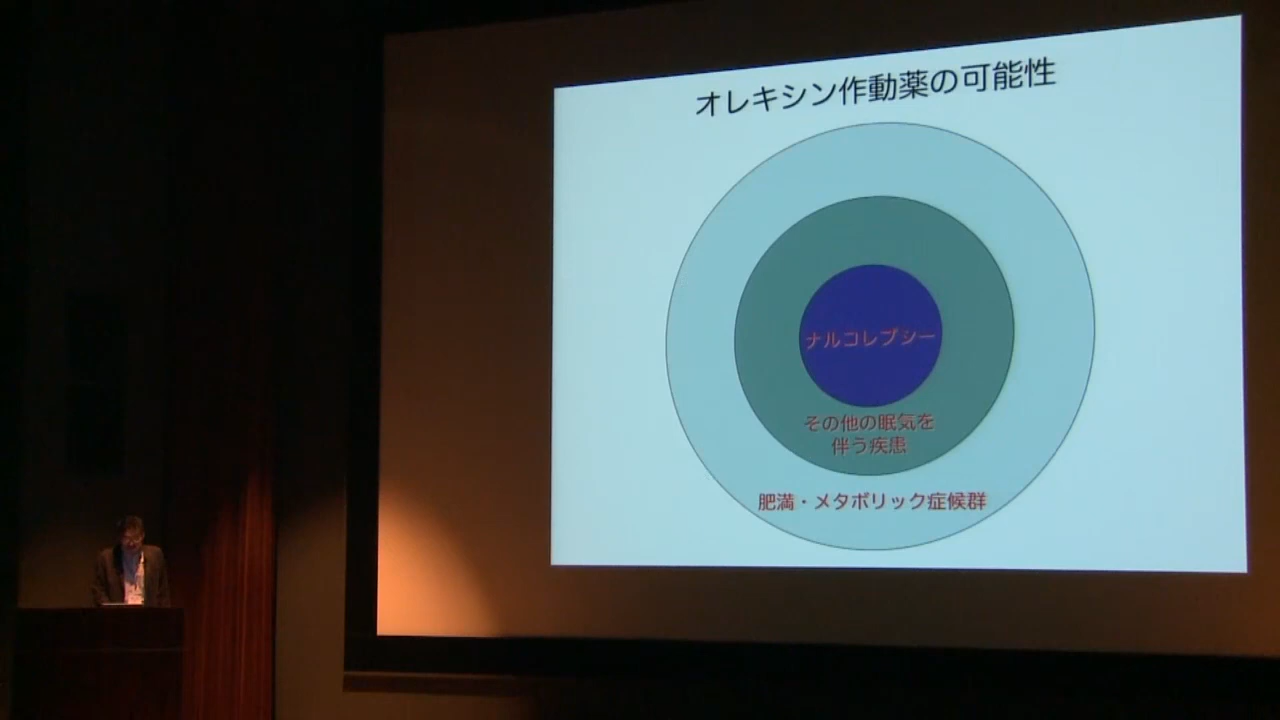 オレキシン作動薬の可能性
ナルコレプシー
その他の眠気を
伴う疾患
肥満・メタボリック症候群